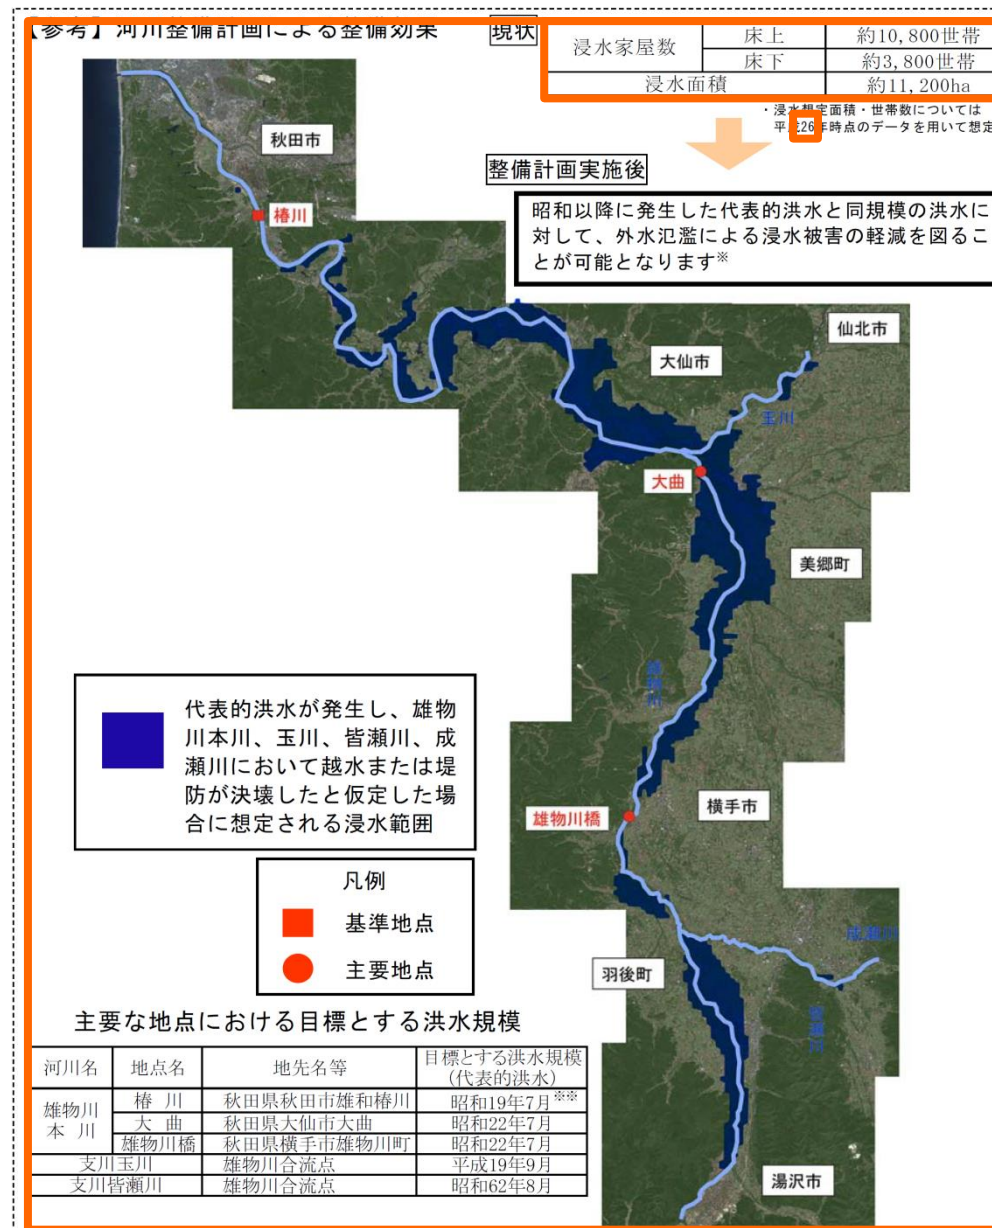 【参考】河川整備計画による整備効果
現状
浸水家屋数 床上 約10,800世帯
床下 約3,800世帯
浸水面積 約11,200ha
・浸水想定面積・世帯数については
平成26年時点のデータを用いて想定
整備計画実施後
昭和以降に発生した代表的洪水と同規模の洪水に
対して、外水氾濫による浸水被害の軽減を図るこ
とが可能となります※
秋田市
椿川
仙北市
大仙市
玉川
大曲
美郷町
雄物川
代表的洪水が発生し、雄物
川本川、玉川、皆瀬川、成
瀬川において越水または堤
防が決壊したと仮定した場
合に想定される浸水範囲
横手市
雄物川橋
凡例
基準地点
主要地点
成瀬川
羽後町
皆瀬川
主要な地点における目標とする洪水規模
河川名 地点名 地先名等 目標とする洪水規模
(代表的洪水)
雄物川
本川
椿川 秋田県秋田市雄和椿川 昭和19年7月※※
大曲 秋田県大仙市大曲 昭和22年7月
雄物川橋 秋田県横手市雄物川町 昭和22年7月
支川玉川 雄物川合流点 平成19年9月
支川皆瀬川 雄物川合流点 昭和62年8月
湯沢市